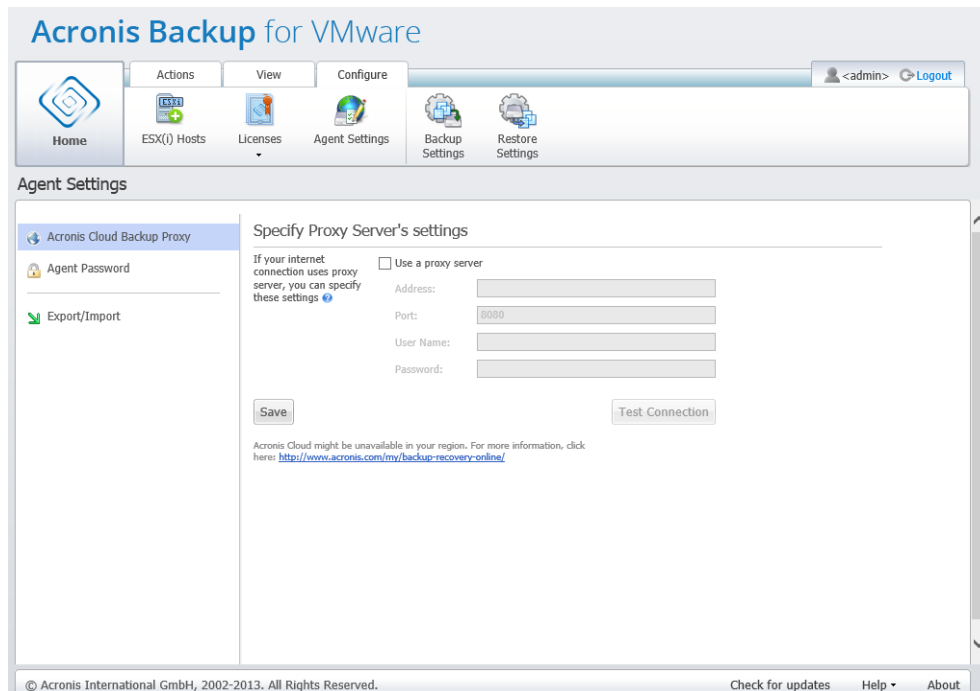 Acronis Backup for VMware
Actions
View
Configure
<admin>
Logout
Home
ESXi
ESX(i) Hosts
Licenses
Agent Settings
Backup
Settings
Restore
Settings
Agent Settings
Acronis Cloud Backup Proxy
Agent Password
Export/Import
Specify Proxy Server's settings
If your internet
connection uses proxy
server, you can specify
these settings ?
Use a proxy server
Address:
Port:
8080
User Name:
Password:
Save
Test Connection
Acronis Cloud might be unavailable in your region. For more information, click
here: http://www.acronis.com/my/backup-recovery-online/
© Acronis International GmbH, 2002-2013. All Rights Reserved.
Check for updates
Help
About